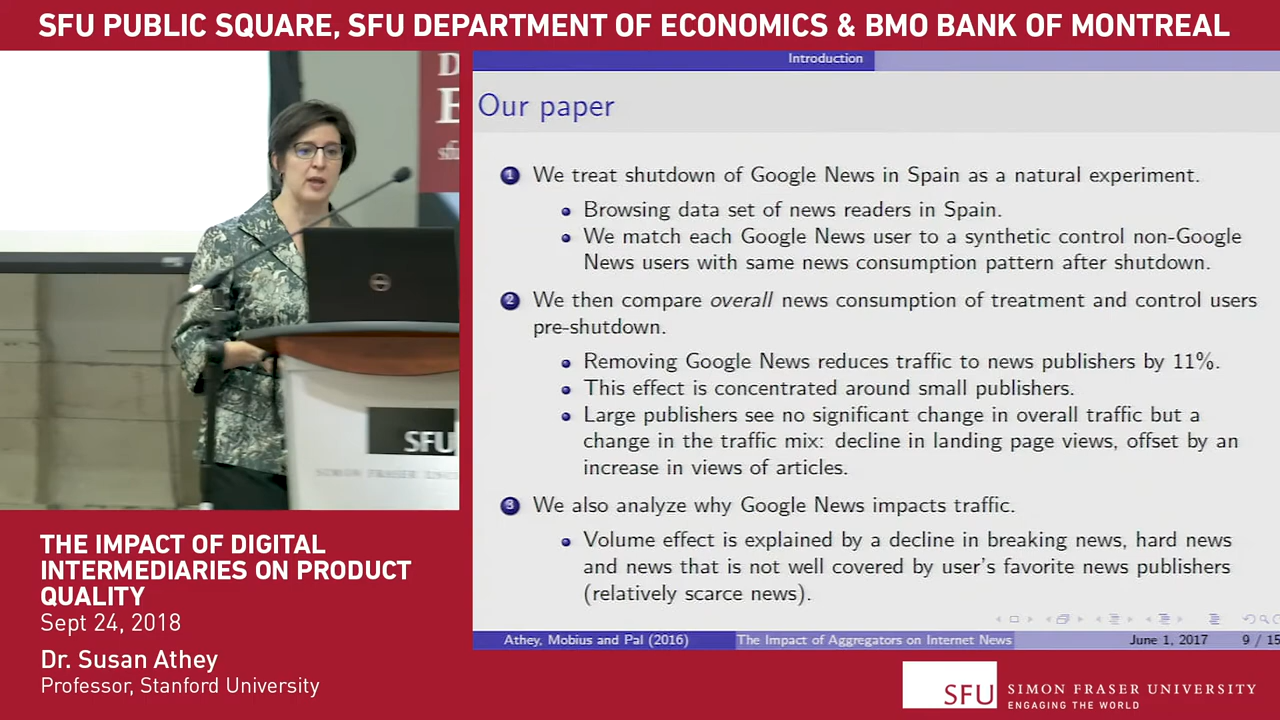 SFU PUBLIC SQUARE, SFU DEPARTMENT OF ECONOMICS & BMO BANK OF MONTREAL
Introduction
Our paper
1 We treat shutdown of Google News in Spain as a natural experiment.
Browsing data set of news readers in Spain.
We match each Google News user to a synthetic control non-Google
News users with same news consumption pattern after shutdown.
2 We then compare overall news consumption of treatment and control users
pre-shutdown.
Removing Google News reduces traffic to news publishers by 11%.
This effect is concentrated around small publishers.
Large publishers see no significant change in overall traffic but a
change in the traffic mix: decline in landing page views, offset by an
increase in views of articles.
3 We also analyze why Google News impacts traffic.
Volume effect is explained by a decline in breaking news, hard news
and news that is not well covered by user's favorite news publishers
(relatively scarce news).
Athey, Mobius and Pal (2016)
The Impact of Aggregators on Internet News
June 1, 2017
9 / 15
SFU
THE IMPACT OF DIGITAL
INTERMEDIARIES ON PRODUCT
QUALITY
Sept 24, 2018
Dr. Susan Athey
Professor, Stanford University
SFU
SIMON FRASER UNIVERSITY
ENGAGING THE WORLD